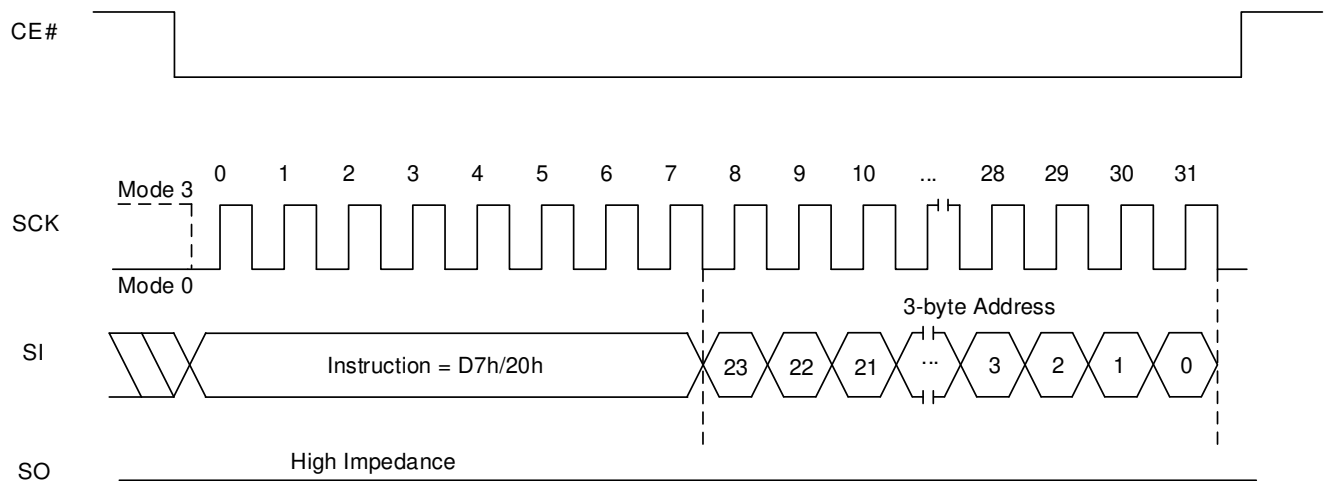 CE#
0 1 2 3 4 5 6 7 8 9 10 ... 28 29 30 31
Mode 3
SCK
Mode 0
3-byte Address
SI
Instruction = D7h/20h 23 22 21 ... 3 2 1 0
High Impedance
SO